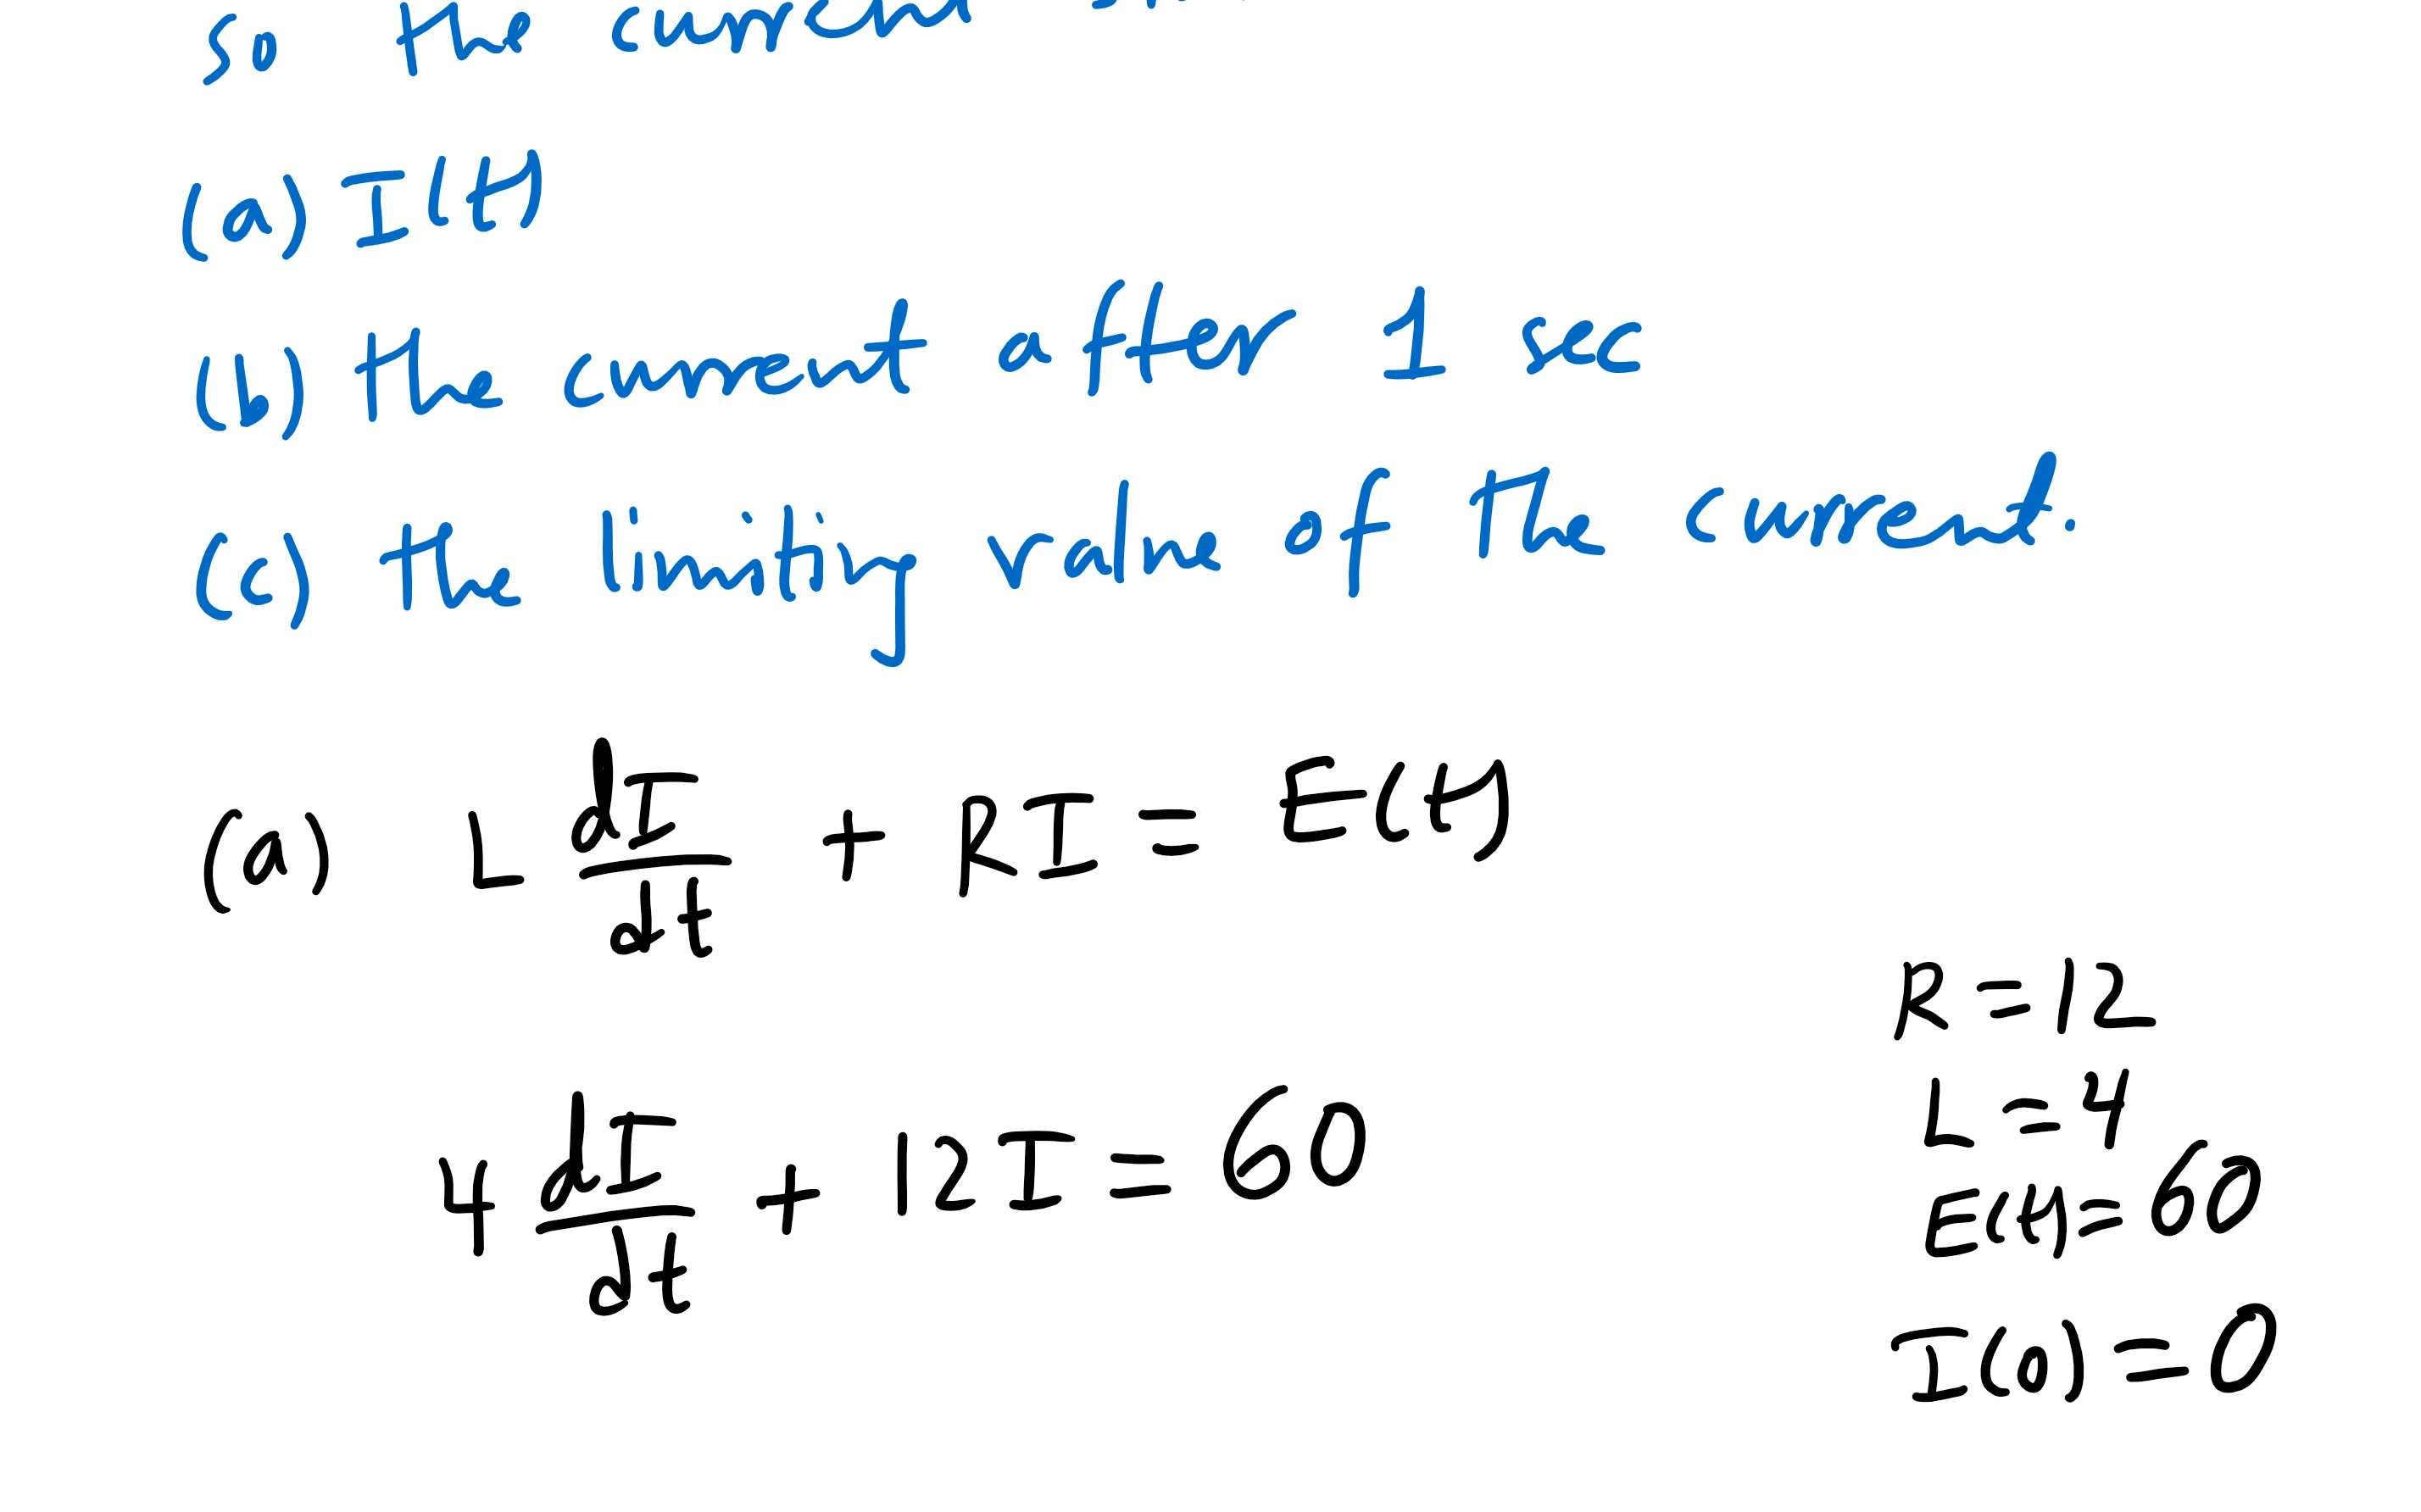 so the current
(a) I(t)
(b) the current after 1 sec
(c) the limiting value of the current.
(a) L dI/dt + RI = E(t)
R = 12
L = 4
4 dI/dt + 12I = 60
E(t) = 60
I(0) = 0